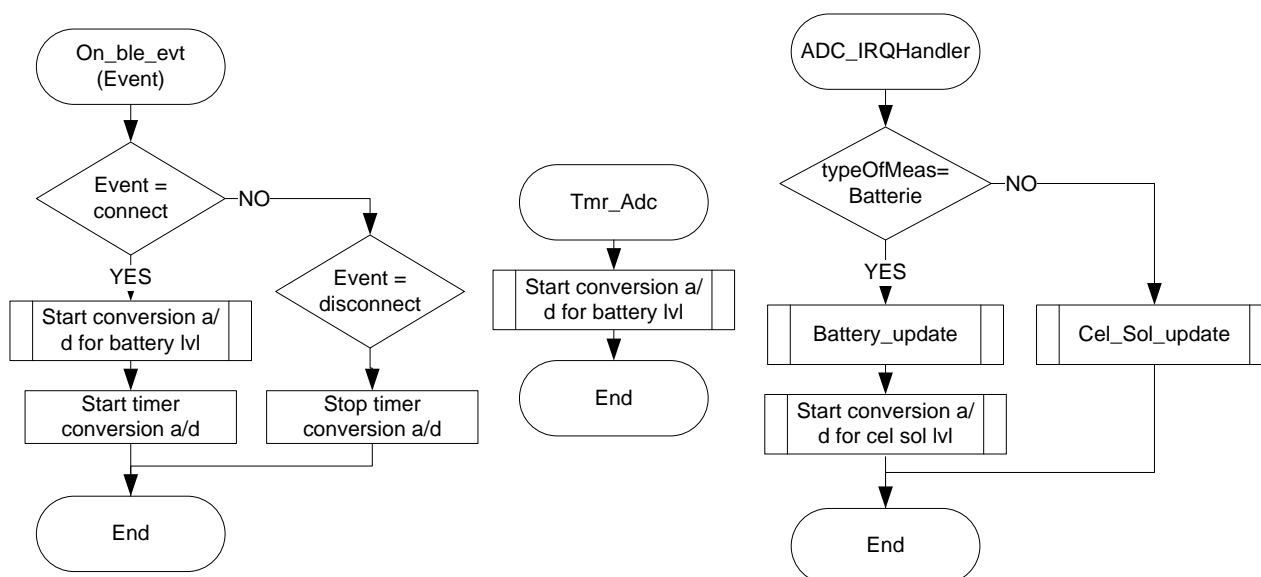 On_ble_evt
(Event)
Event =
connect
NO
YES
Event =
disconnect
Start conversion a/
d for battery lvl
Start timer
conversion a/d
Stop timer
conversion a/d
End
Tmr_Adc
Start conversion a/
d for battery lvl
End
ADC_IRQHandler
typeOfMeas=
Batterie
NO
YES
Battery_update
Cel_Sol_update
Start conversion a/
d for cel sol lvl
End